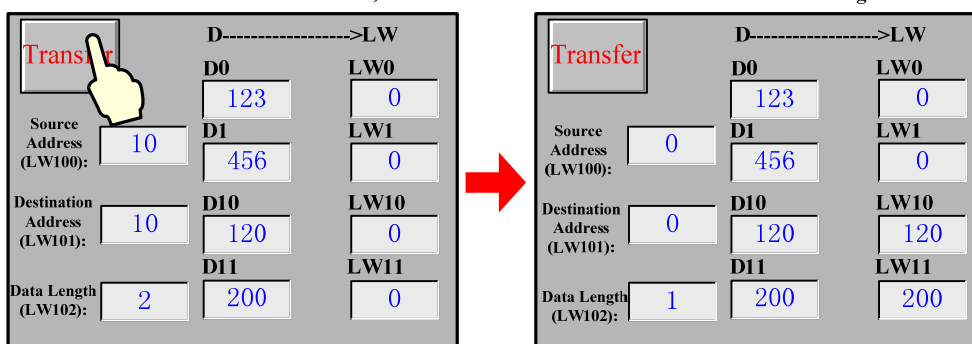 Transfer
D---------------------->LW
D0 LW0
123 0
Source
Address
(LW100):
10
D1 LW1
456 0
Destination
Address
(LW101):
10
D10 LW10
120 0
Data Length
(LW102):
2
D11 LW11
200 0
Transfer
D---------------------->LW
D0 LW0
123 0
Source
Address
(LW100):
0
D1 LW1
456 0
Destination
Address
(LW101):
0
D10 LW10
120 120
Data Length
(LW102):
1
D11 LW11
200 200